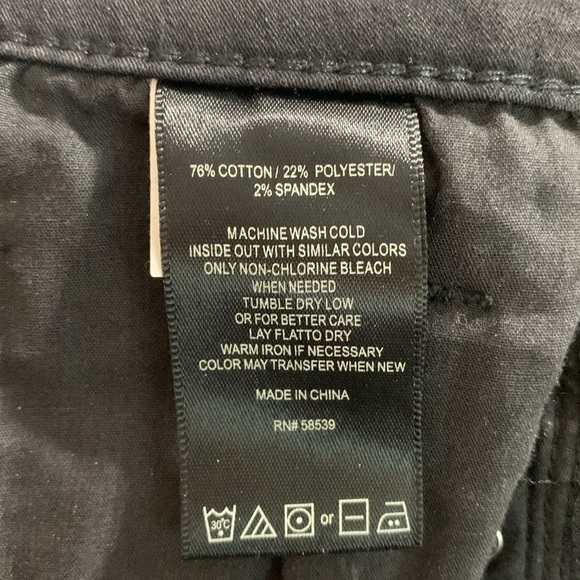 76% COTTON/ 22% POLYESTER/
2% SPANDEX
MACHINE WASH COLD
INSIDE OUT WITH SIMILAR COLORS
ONLY NON-CHLORINE BLEACH
WHEN NEEDED
TUMBLE DRY LOW
OR FOR BETTER CARE
LAY FLAT TO DRY
WARM IRON IF NECESSARY
COLOR MAY TRANSFER WHEN NEW
MADE IN CHINA
RN# 58539
30°C or